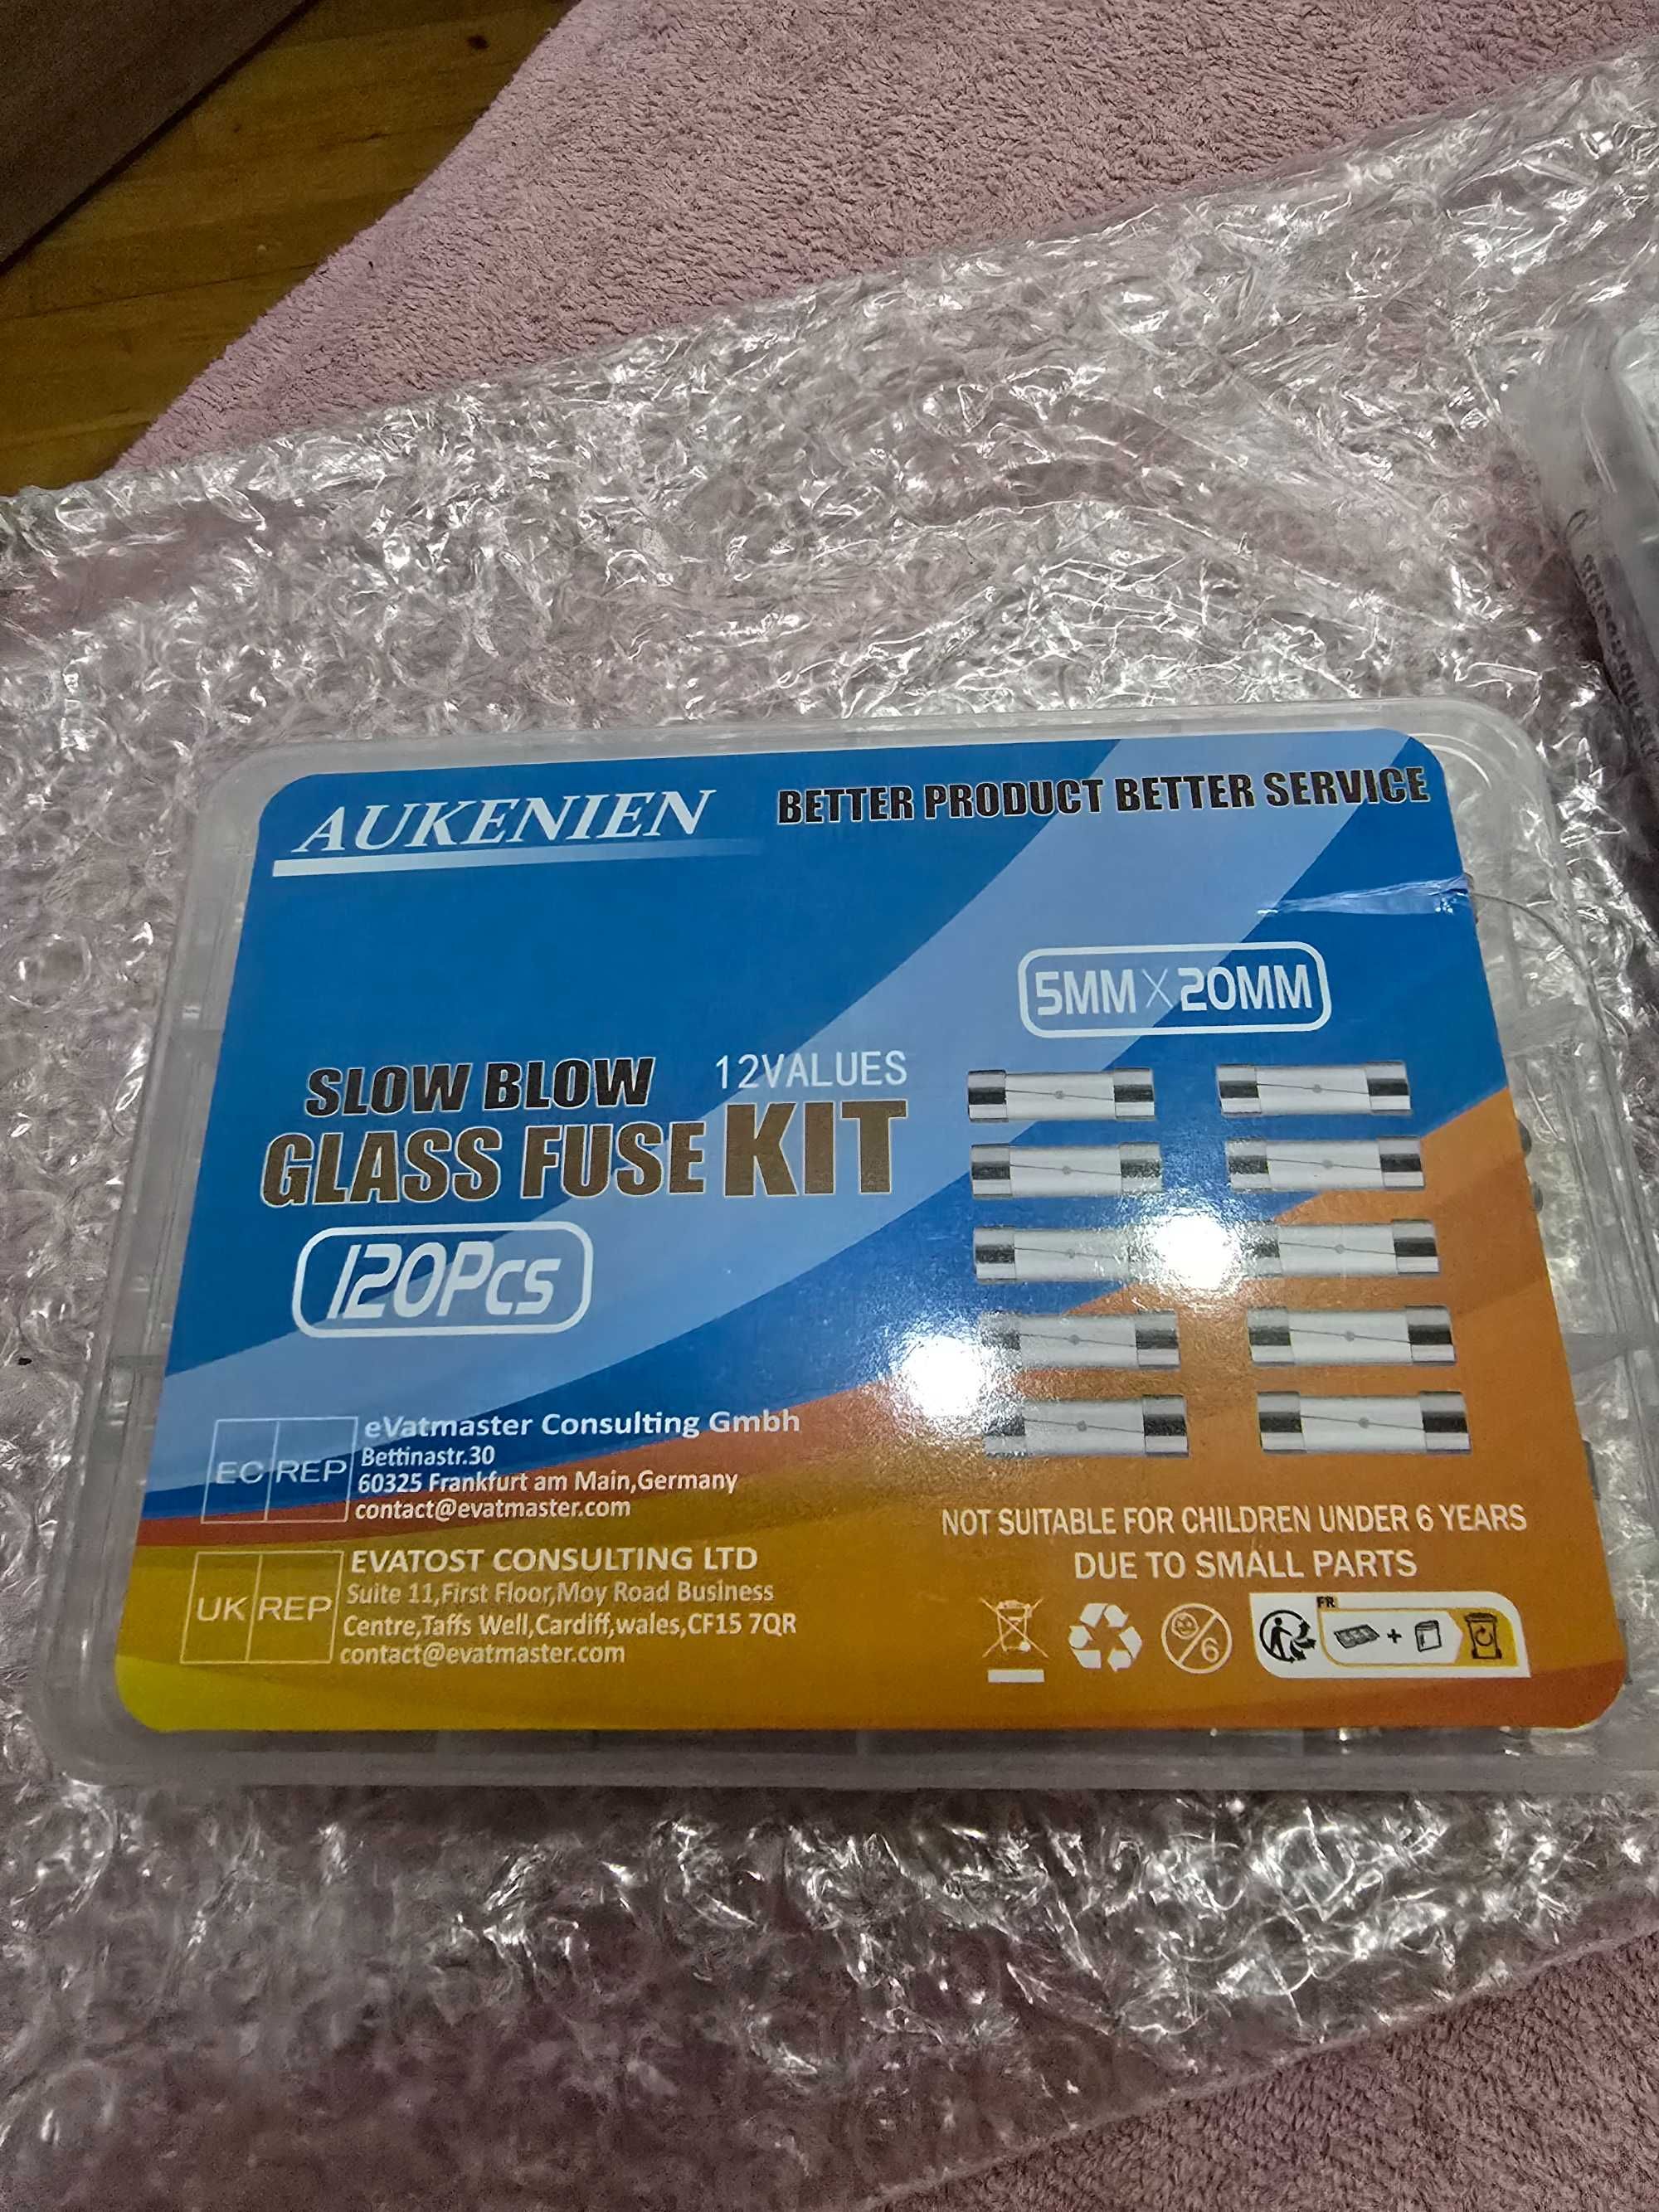 AUKENIEN
BETTER PRODUCT BETTER SERVICE
5MM X 20MM
SLOW BLOW 12VALUES
GLASS FUSE KIT
120Pcs
EC REP
eVatmaster Consulting Gmbh
Bettinastr.30
60325 Frankfurt am Main,Germany
contact@evatmaster.com
UK REP
EVATOST CONSULTING LTD
Suite 11,First Floor,Moy Road Business
Centre,Taffs Well,Cardiff,wales,CF15 7QR
contact@evatmaster.com
NOT SUITABLE FOR CHILDREN UNDER 6 YEARS
DUE TO SMALL PARTS
6
FR
+